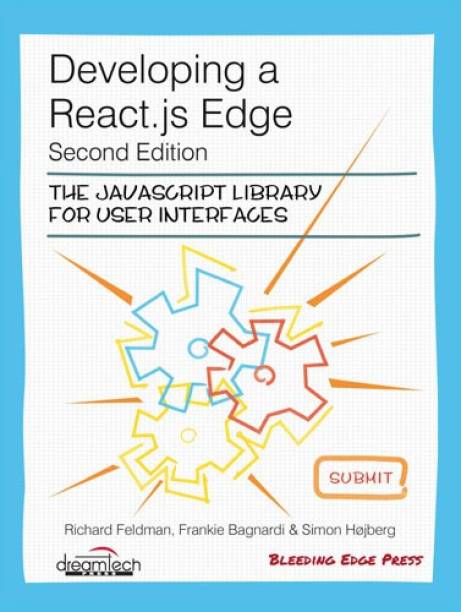 Developing a
React.js Edge
Second Edition
THE JAVASCRIPT LIBRARY
FOR USER INTERFACES
SUBMIT
Richard Feldman, Frankie Bagnardi & Simon Højberg
dreamtech
PRESS
BLEEDING EDGE PRESS